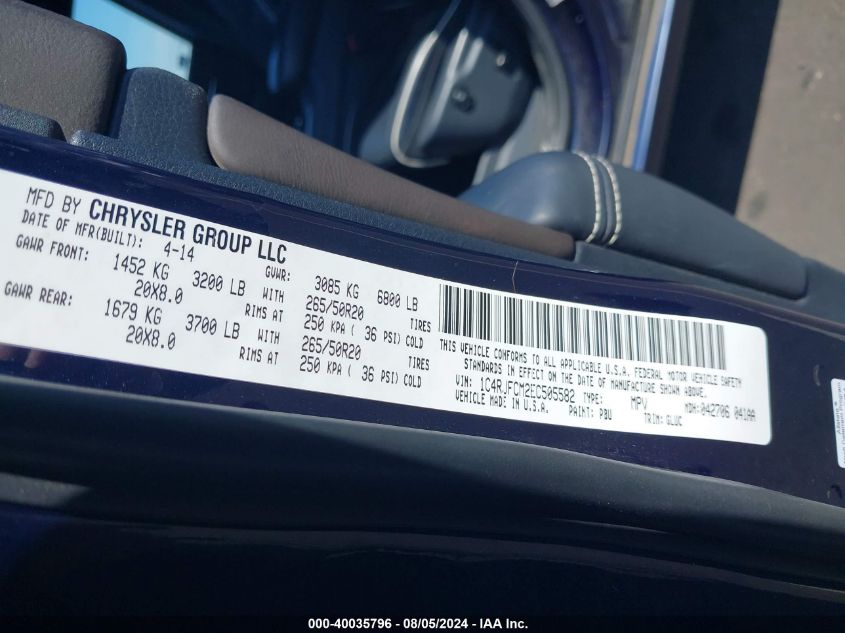 MFD BY CHRYSLER GROUP LLC
DATE OF MFR(BUILT): 4-14 GVWR: 3085 KG 6800 LB
GAWR FRONT: 1452 KG 3200 LB WITH 265/50R20 TIRES
20X8.0 RIMS AT 250 KPA ( 36 PSI) COLD
GAWR REAR: 1679 KG 3700 LB WITH 265/50R20 TIRES
20X8.0 RIMS AT 250 KPA ( 36 PSI) COLD
THIS VEHICLE CONFORMS TO ALL APPLICABLE U.S.A. FEDERAL MOTOR VEHICLE SAFETY
STANDARDS IN EFFECT ON THE DATE OF MANUFACTURE SHOWN ABOVE.
VIN: 1C4RJFCM2EC505582 TYPE: MPV MDH: 042706 041AA
VEHICLE MADE IN: U.S.A. PAINT: PBU TRIM: GLUC
000-40035796 - 08/05/2024 - IAA Inc.